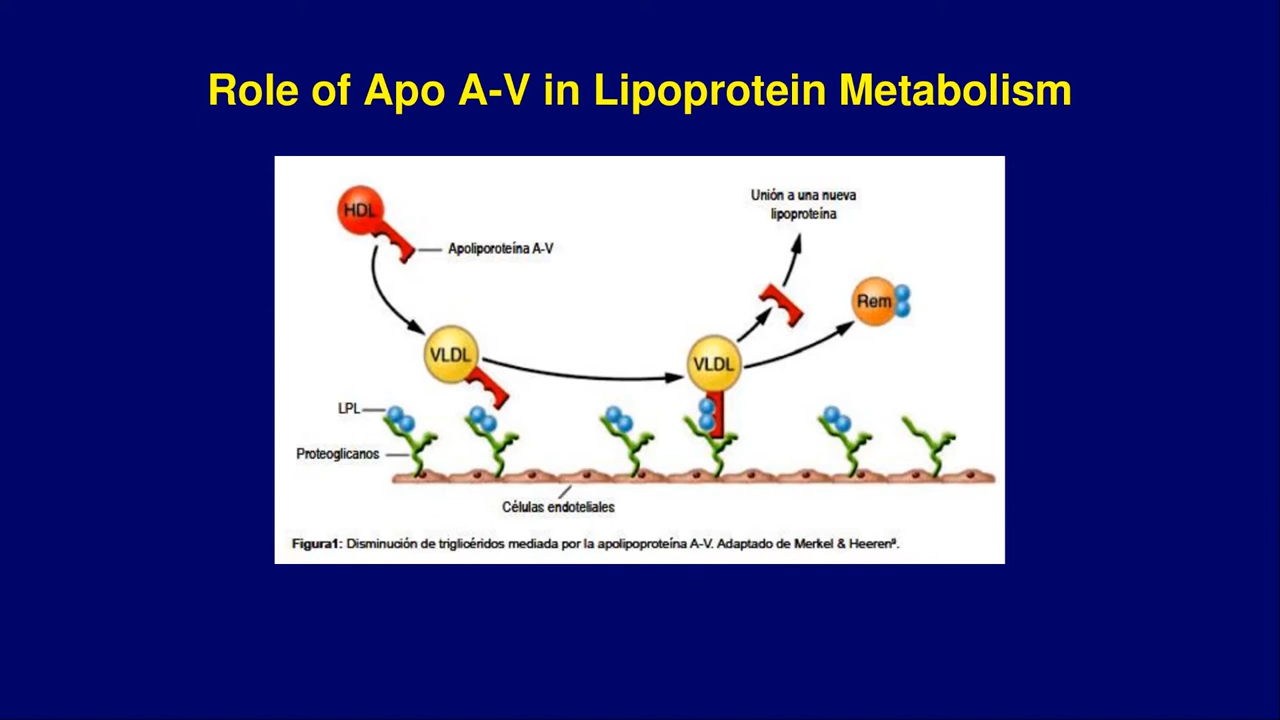 Role of Apo A-V in Lipoprotein Metabolism
HDL
Apoliporoteína A-V
Unión a una nueva
lipoproteína
Rem
VLDL
VLDL
LPL
Proteoglicanos
Células endoteliales
Figura1: Disminución de triglicéridos mediada por la apolipoproteína A-V. Adaptado de Merkel & Heeren⁹.